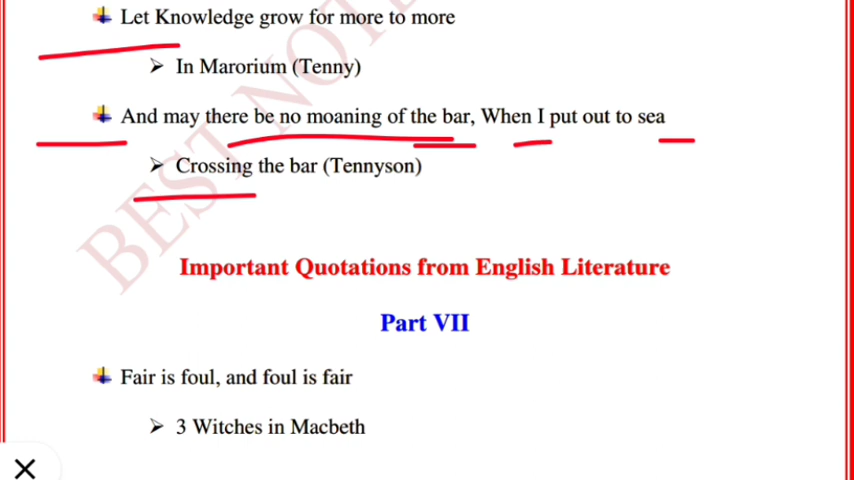 Let Knowledge grow for more to more
In Marorium (Tenny)
And may there be no moaning of the bar, When I put out to sea
Crossing the bar (Tennyson)
Important Quotations from English Literature
Part VII
Fair is foul, and foul is fair
3 Witches in Macbeth
BEST NOTE